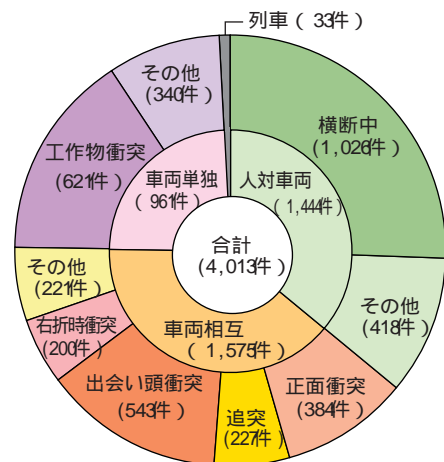 列車（33件）
横断中
（1,026件）
その他
（418件）
正面衝突
（384件）
追突
（227件）
出会い頭衝突
（543件）
右折時衝突
（200件）
その他
（221件）
工作物衝突
（621件）
その他
（340件）
人対車両
（1,444件）
車両相互
（1,575件）
車両単独
（961件）
合計
（4,013件）